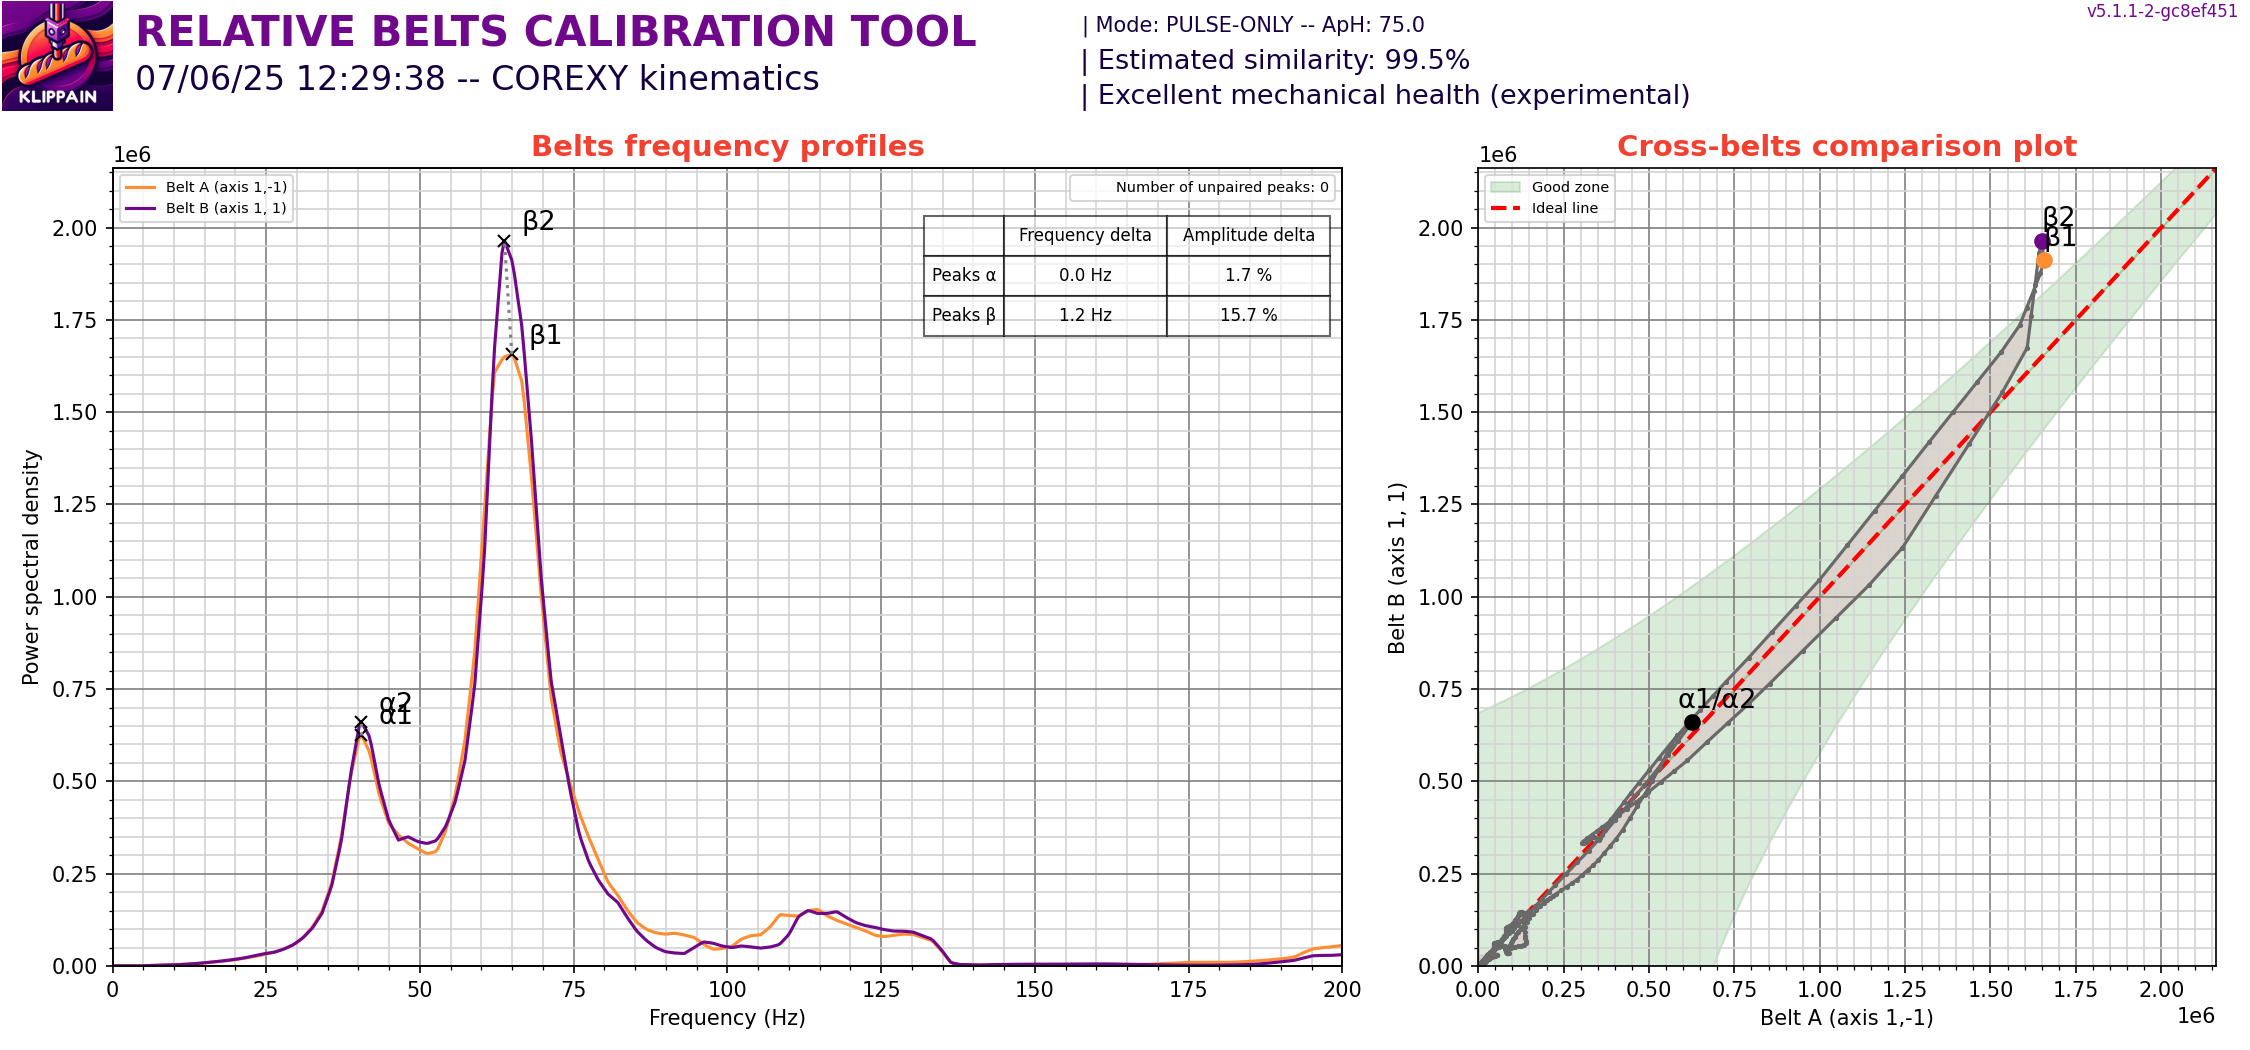 KLIPPAIN
RELATIVE BELTS CALIBRATION TOOL
07/06/25 12:29:38 -- COREXY kinematics
| Mode: PULSE-ONLY -- ApH: 75.0
| Estimated similarity: 99.5%
| Excellent mechanical health (experimental)
v5.1.1-2-gc8ef451
Belts frequency profiles
1e6
Belt A (axis 1,-1)
Belt B (axis 1, 1)
Number of unpaired peaks: 0
Frequency delta Amplitude delta
Peaks α 0.0 Hz 1.7 %
Peaks β 1.2 Hz 15.7 %
β2
β1
α2
α1
2.00
1.75
1.50
1.25
1.00
0.75
0.50
0.25
0.00
Power spectral density
0 25 50 75 100 125 150 175 200
Frequency (Hz)
Cross-belts comparison plot
1e6
Good zone
Ideal line
β2
β1
α1/α2
2.00
1.75
1.50
1.25
1.00
0.75
0.50
0.25
0.00
Belt B (axis 1, 1)
0.00 0.25 0.50 0.75 1.00 1.25 1.50 1.75 2.00
Belt A (axis 1,-1)
1e6